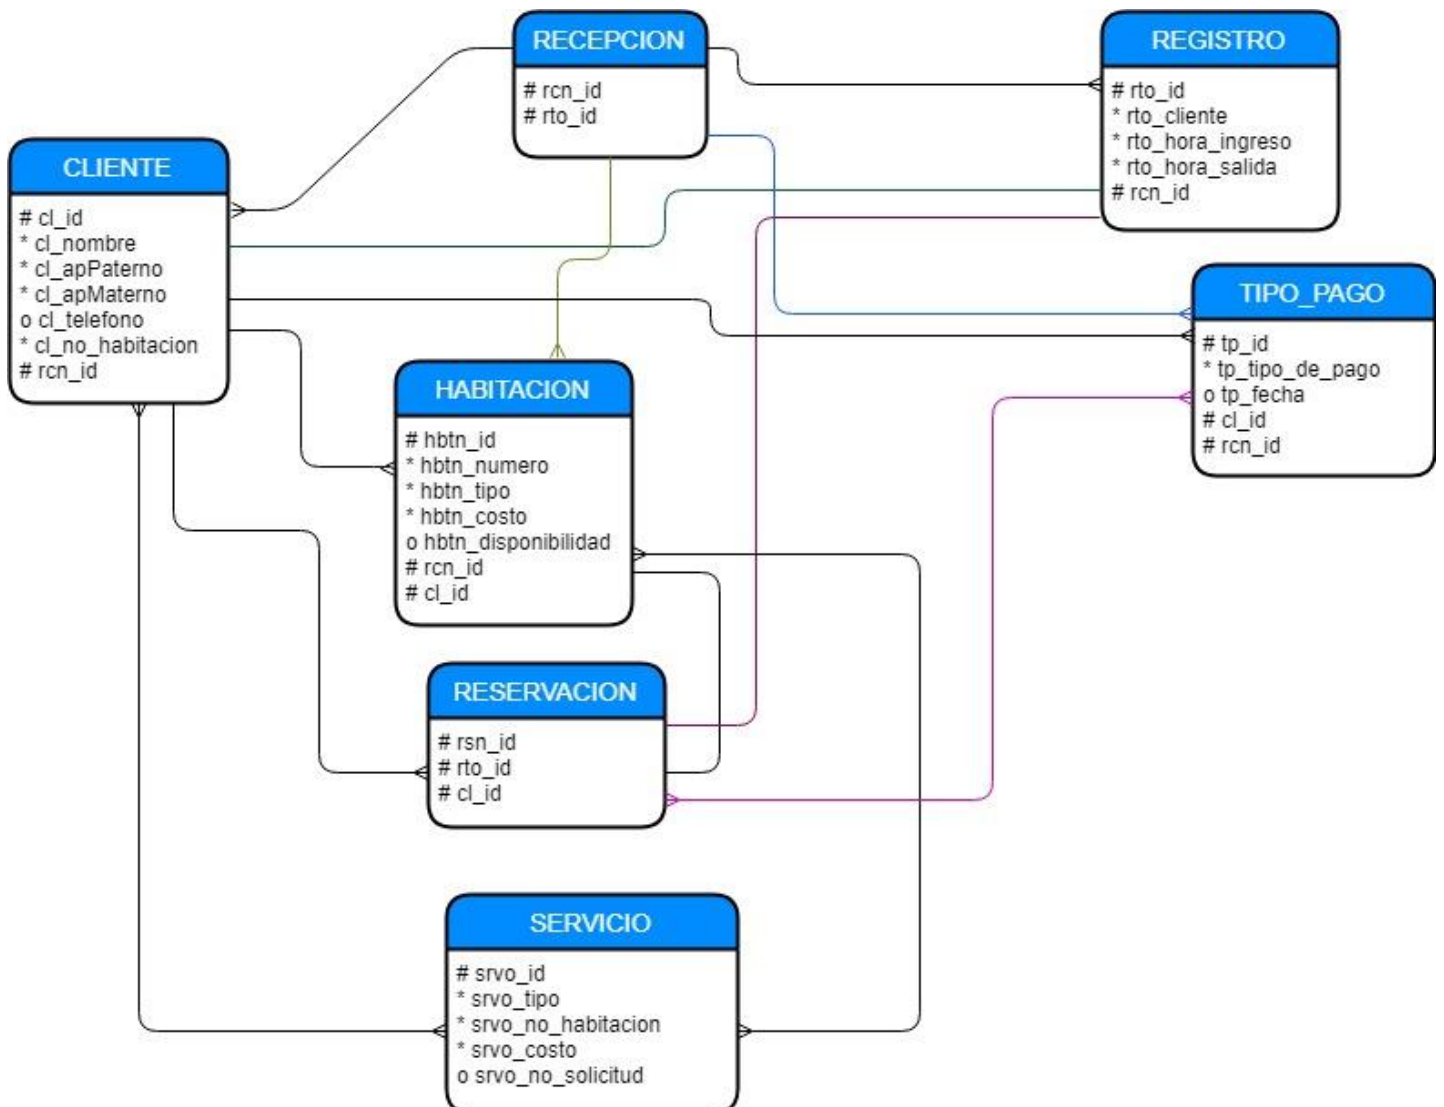 RECEPCION
# rcn_id
# rto_id
REGISTRO
# rto_id
* rto_cliente
* rto_hora_ingreso
* rto_hora_salida
# rcn_id
CLIENTE
# cl_id
* cl_nombre
* cl_apPaterno
* cl_apMaterno
o cl_telefono
* cl_no_habitacion
# rcn_id
TIPO_PAGO
# tp_id
* tp_tipo_de_pago
o tp_fecha
# cl_id
# rcn_id
HABITACION
# hbtn_id
* hbtn_numero
* hbtn_tipo
* hbtn_costo
o hbtn_disponibilidad
# rcn_id
# cl_id
RESERVACION
# rsn_id
# rto_id
# cl_id
SERVICIO
# srvo_id
* srvo_tipo
* srvo_no_habitacion
* srvo_costo
o srvo_no_solicitud